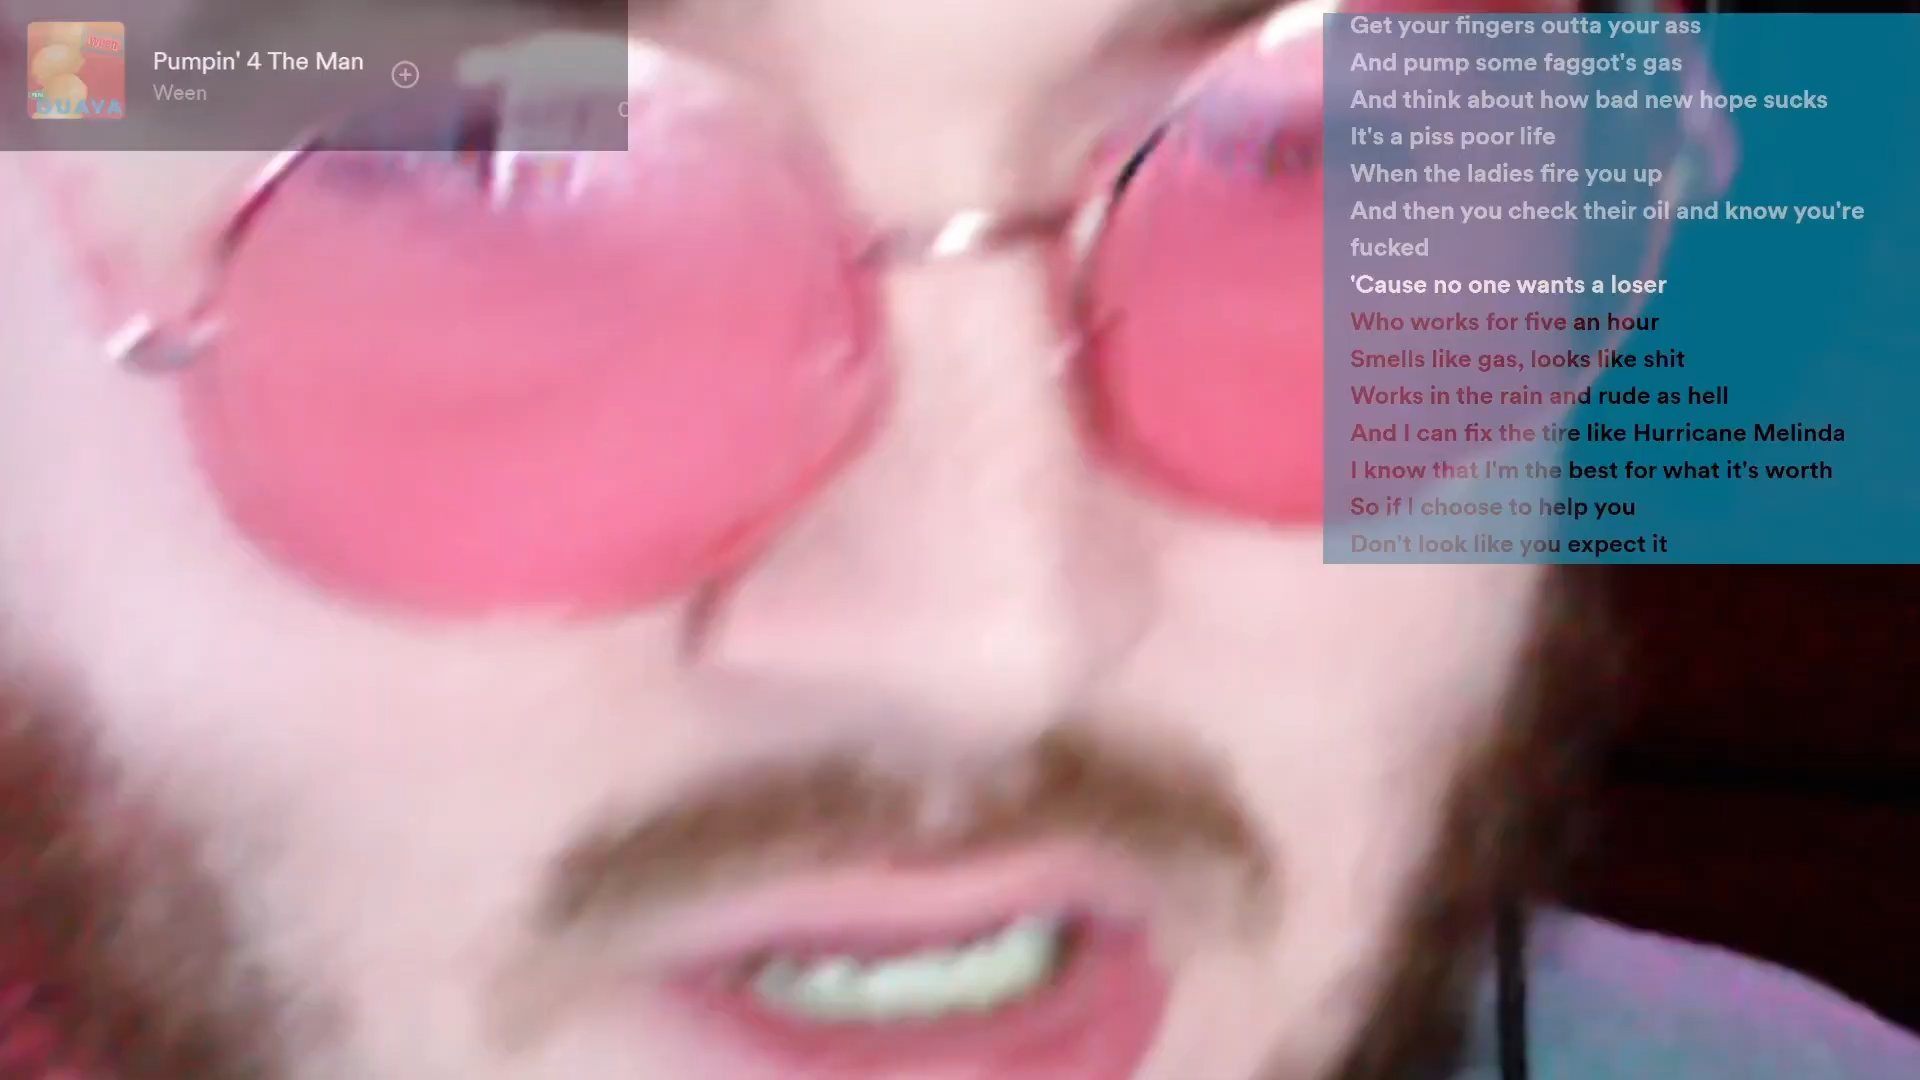 Ween
GUAVA
Pumpin' 4 The Man
Ween
Get your fingers outta your ass
And pump some faggot's gas
And think about how bad new hope sucks
It's a piss poor life
When the ladies fire you up
And then you check their oil and know you're
fucked
'Cause no one wants a loser
Who works for five an hour
Smells like gas, looks like shit
Works in the rain and rude as hell
And I can fix the tire like Hurricane Melinda
I know that I'm the best for what it's worth
So if I choose to help you
Don't look like you expect it